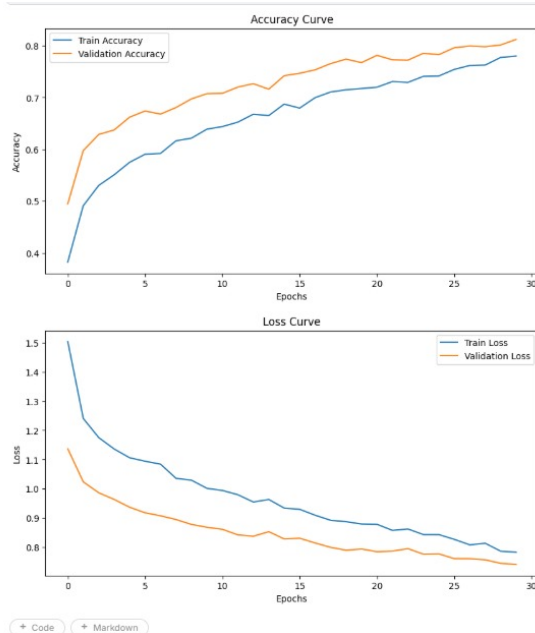 Accuracy Curve
Train Accuracy
Validation Accuracy
0.8
0.7
0.6
0.5
0.4
Accuracy
0 5 10 15 20 25 30
Epochs
Loss Curve
Train Loss
Validation Loss
1.5
1.4
1.3
1.2
1.1
1.0
0.9
0.8
Loss
0 5 10 15 20 25 30
Epochs
+ Code + Markdown